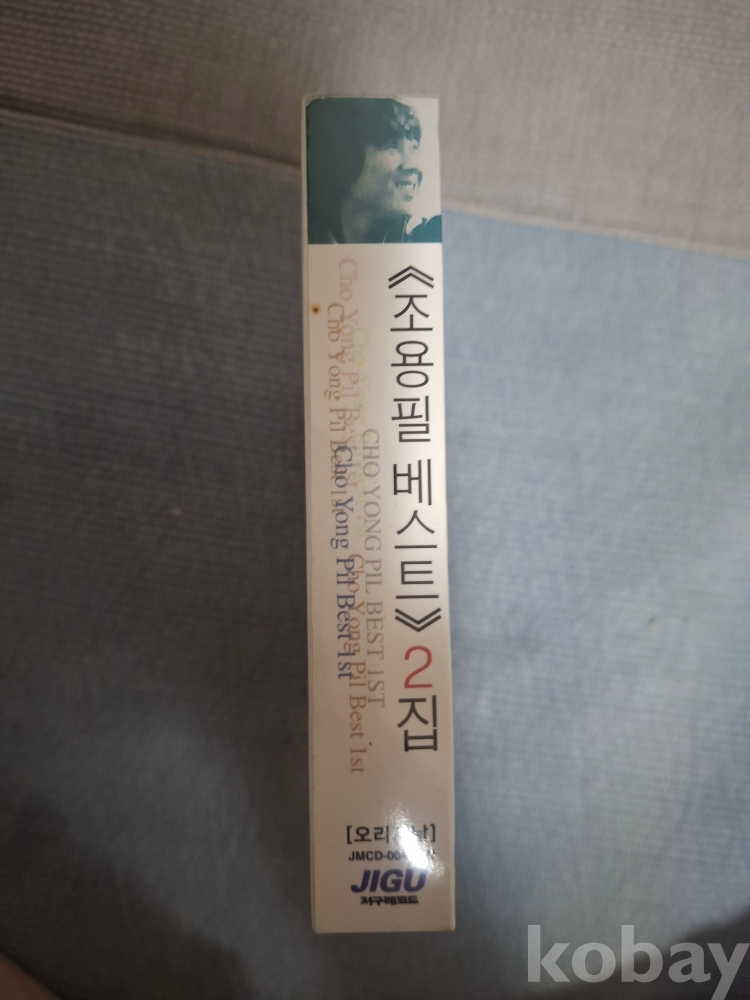 《조용필 베스트》 2집
Cho Yong Pil Best 1st
Cho Yong Pil Best 1st
CHO YONG PIL BEST 1ST
Cho Yong Pil Best 1st
Cho Yong Pil Best 1st
JIGU
지구레코드
kobay